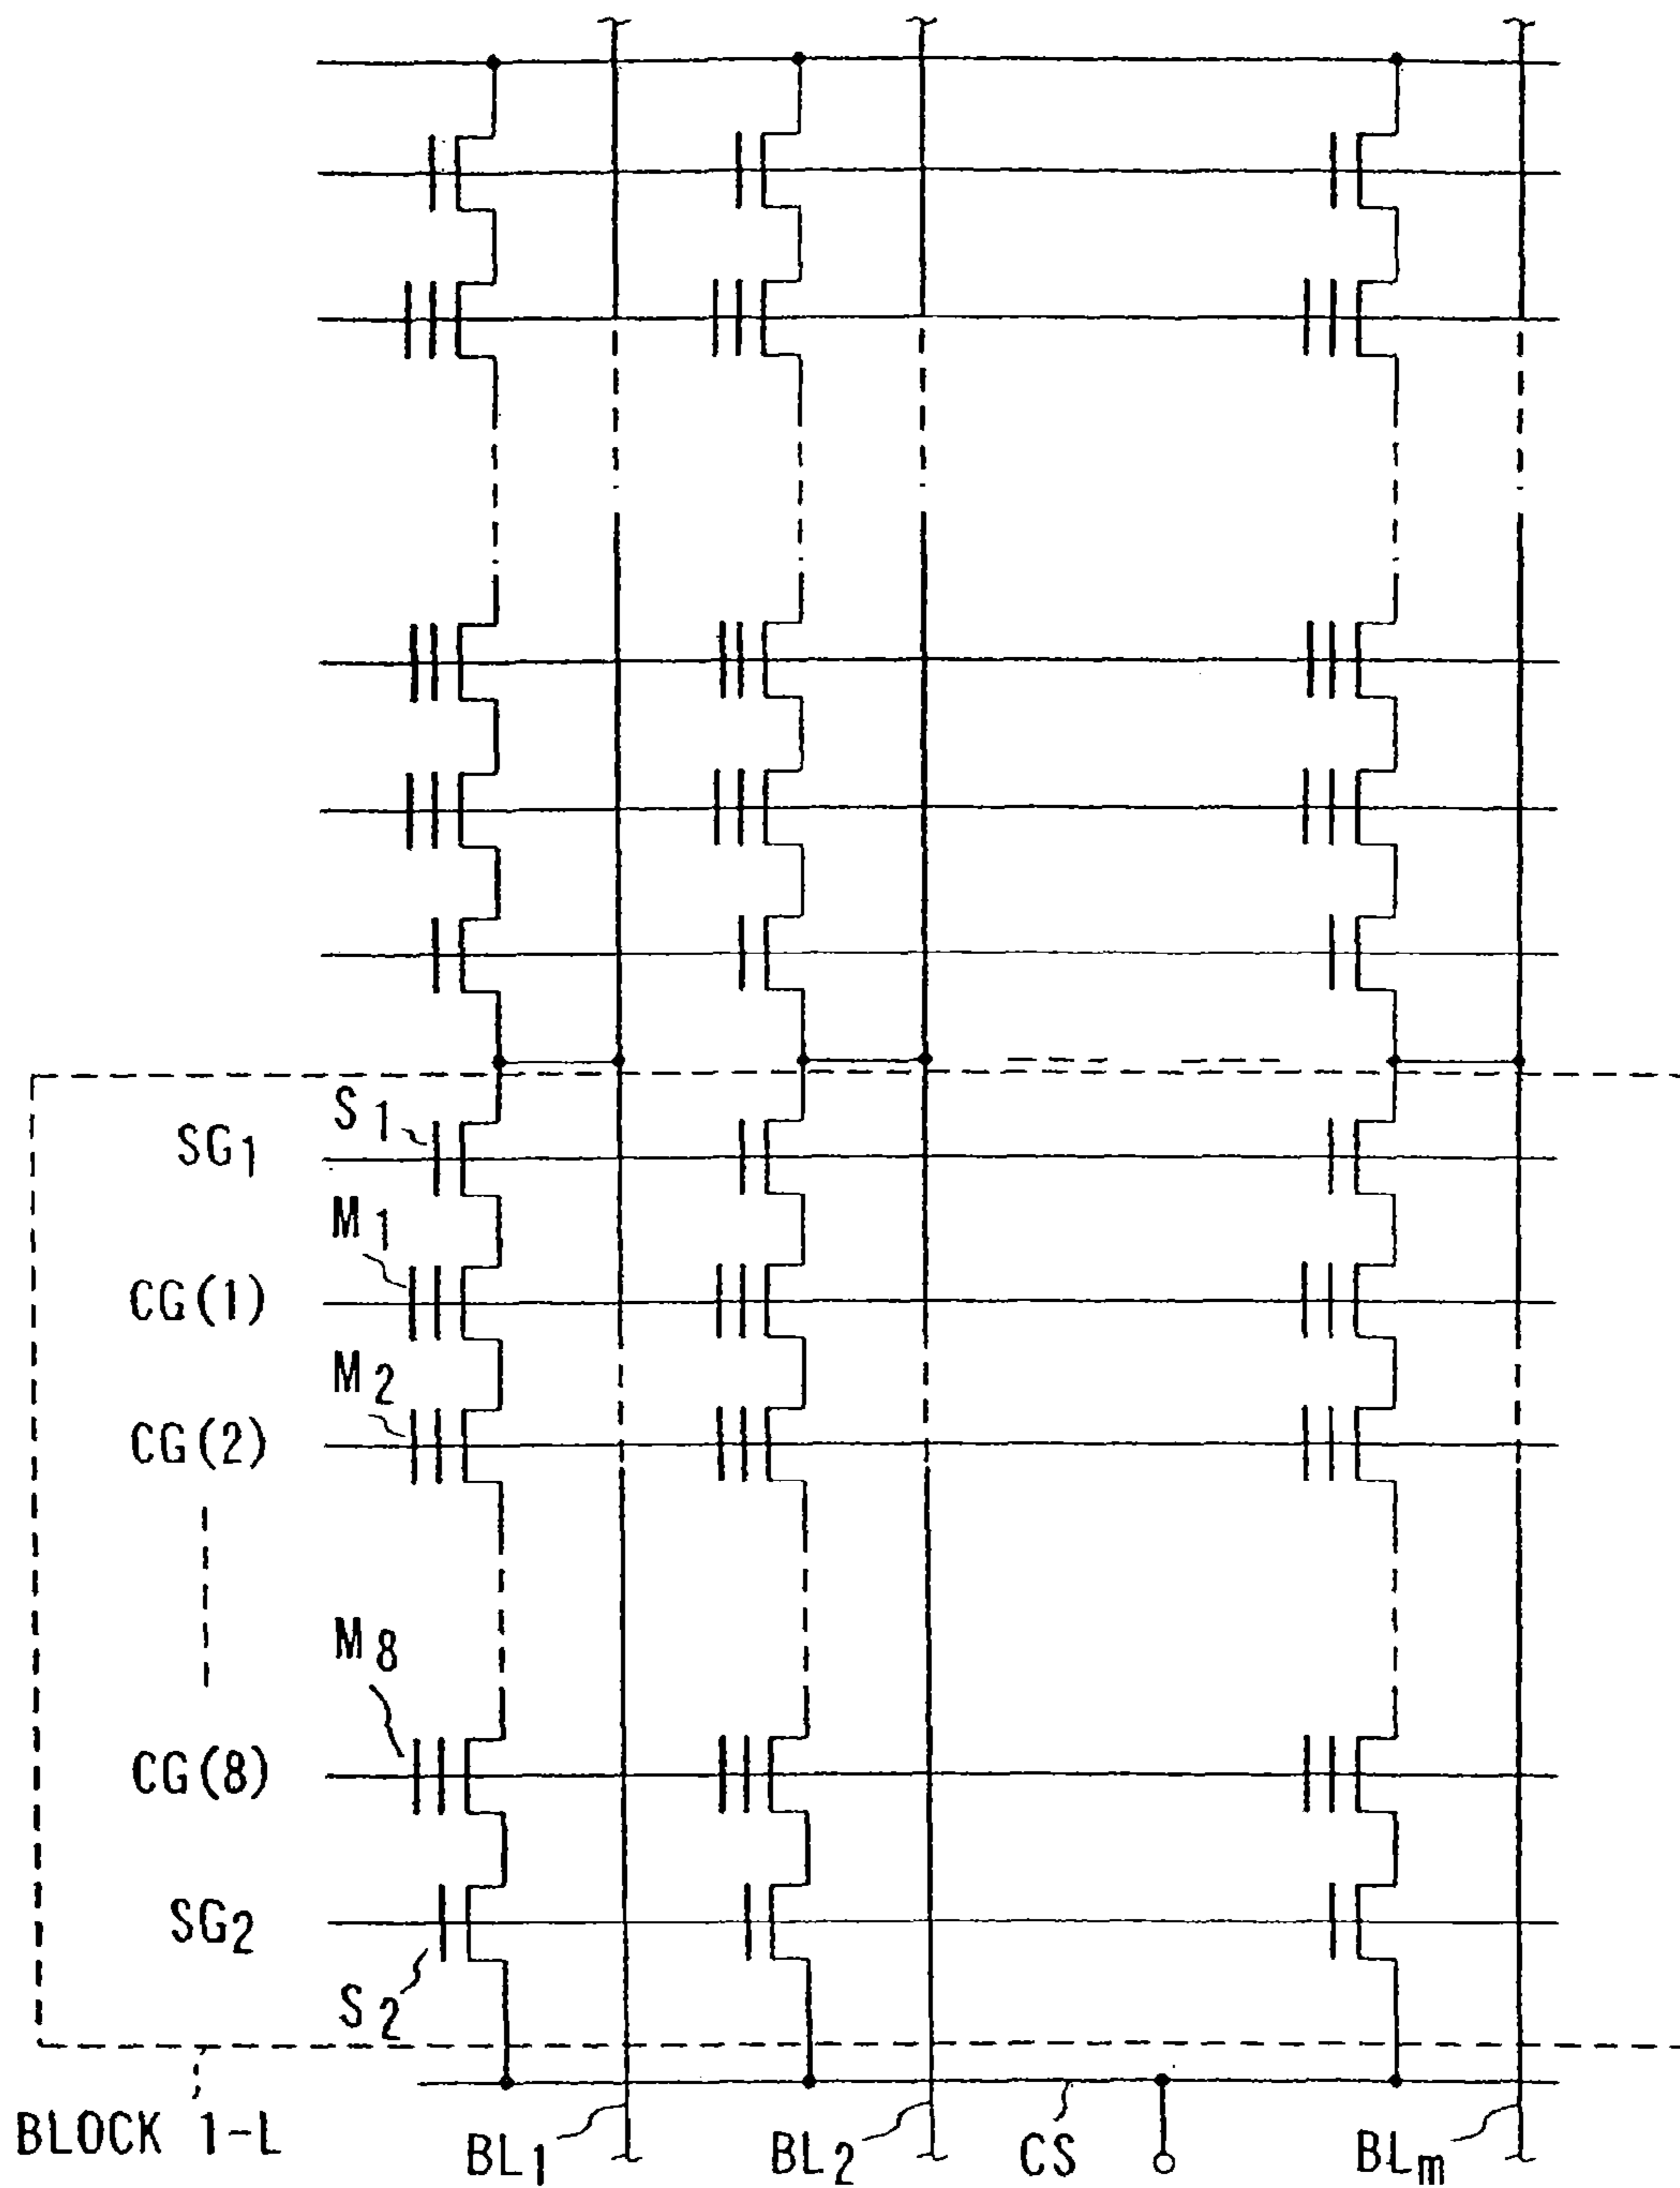 S1
SG1
M1
CG(1)
M2
CG(2)
M8
CG(8)
SG2
S2
BLOCK 1-L
BL1
BL2
CS
BLm